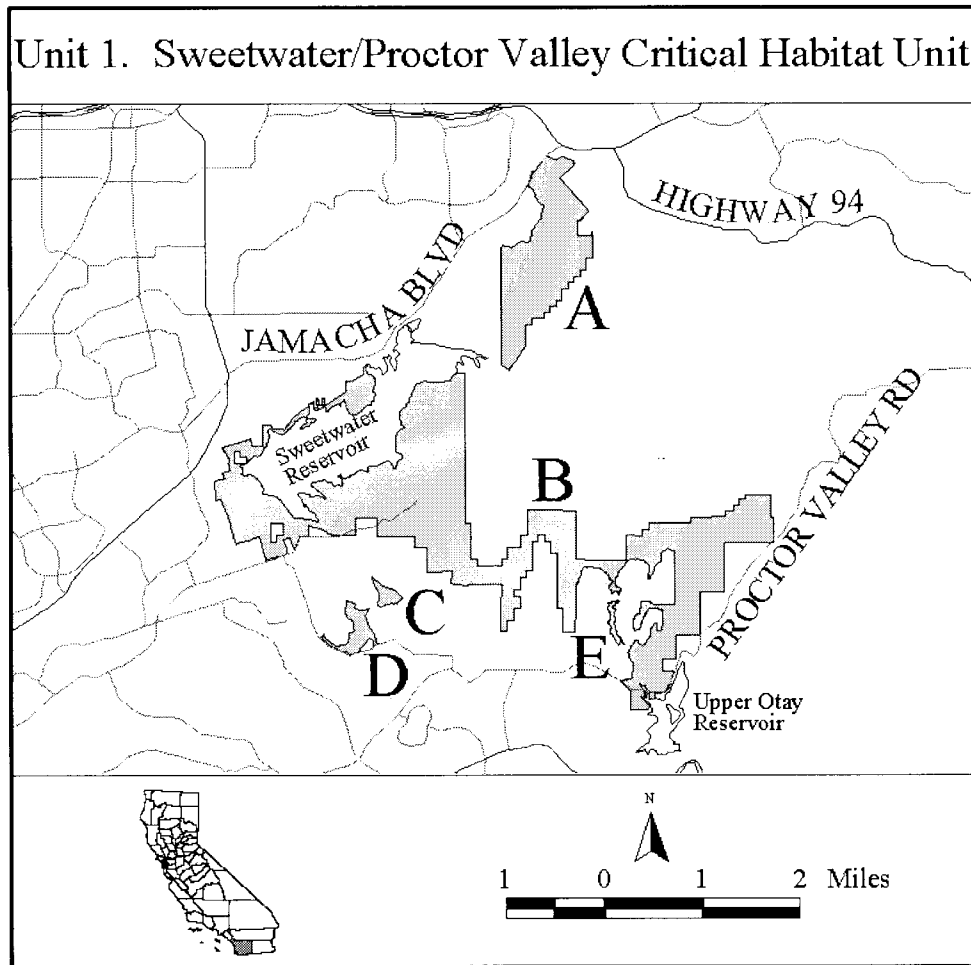 Unit 1. Sweetwater/Proctor Valley Critical Habitat Unit
HIGHWAY 94
JAMACHA BLVD
A
Sweetwater
Reservoir
B
PROCTOR VALLEY RD
C
D
E
Upper Otay
Reservoir
N
1 0 1 2 Miles